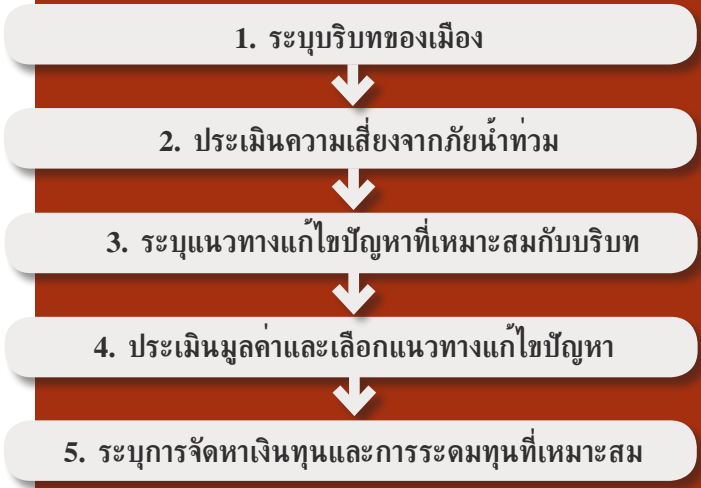 1. ระบุบริบทของเมือง
2. ประเมินความเสี่ยงจากภัยน้ำท่วม
3. ระบุแนวทางแก้ไขปัญหาที่เหมาะสมกับบริบท
4. ประเมินมูลค่าและเลือกแนวทางแก้ไขปัญหา
5. ระบุการจัดหาเงินทุนและการระดมทุนที่เหมาะสม